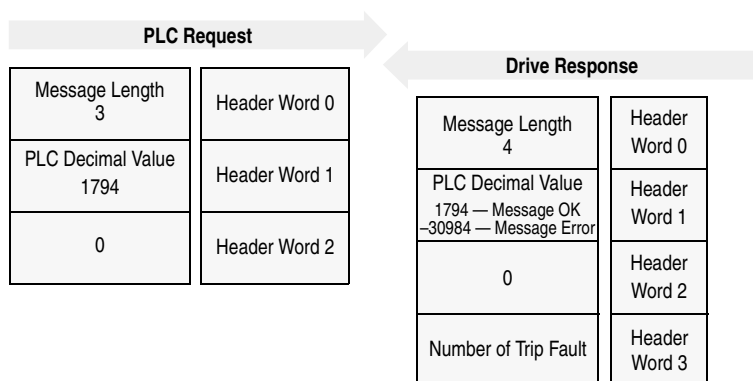 PLC Request
Message Length
3
Header Word 0
PLC Decimal Value
1794
Header Word 1
0
Header Word 2
Drive Response
Message Length
4
Header
Word 0
PLC Decimal Value
1794 — Message OK
–30984 — Message Error
Header
Word 1
0
Header
Word 2
Number of Trip Fault
Header
Word 3